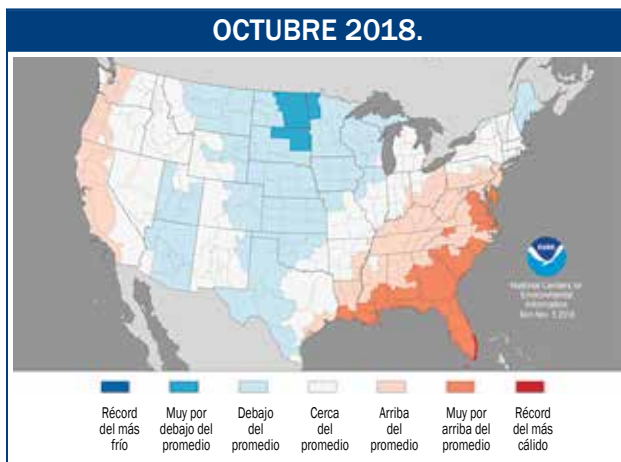 OCTUBRE 2018.
NOAA
National Centers for
Environmental
Information
Récord
del más
frío
Muy por
debajo del
promedio
Debajo
del
promedio
Cerca
del
promedio
Arriba
del
promedio
Muy por
arriba del
promedio
Récord
del más
cálido